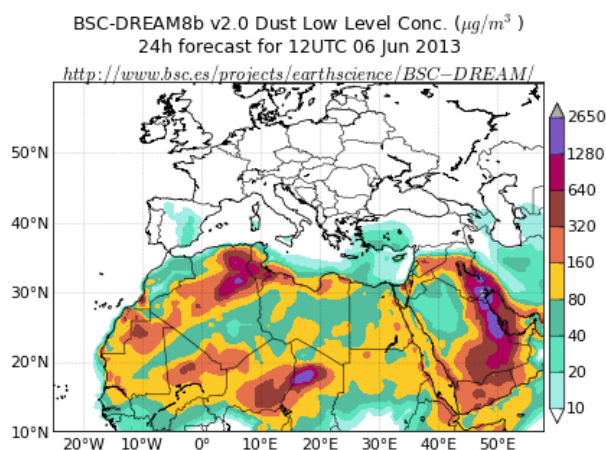 BSC-DREAM8b v2.0 Dust Low Level Conc. (μg/m³ )
24h forecast for 12UTC 06 Jun 2013
http://www.bsc.es/projects/earthscience/BSC−DREAM/
2650
1280
640
320
160
80
40
20
10
50°N
40°N
30°N
20°N
10°N
20°W 10°W 0° 10°E 20°E 30°E 40°E 50°E